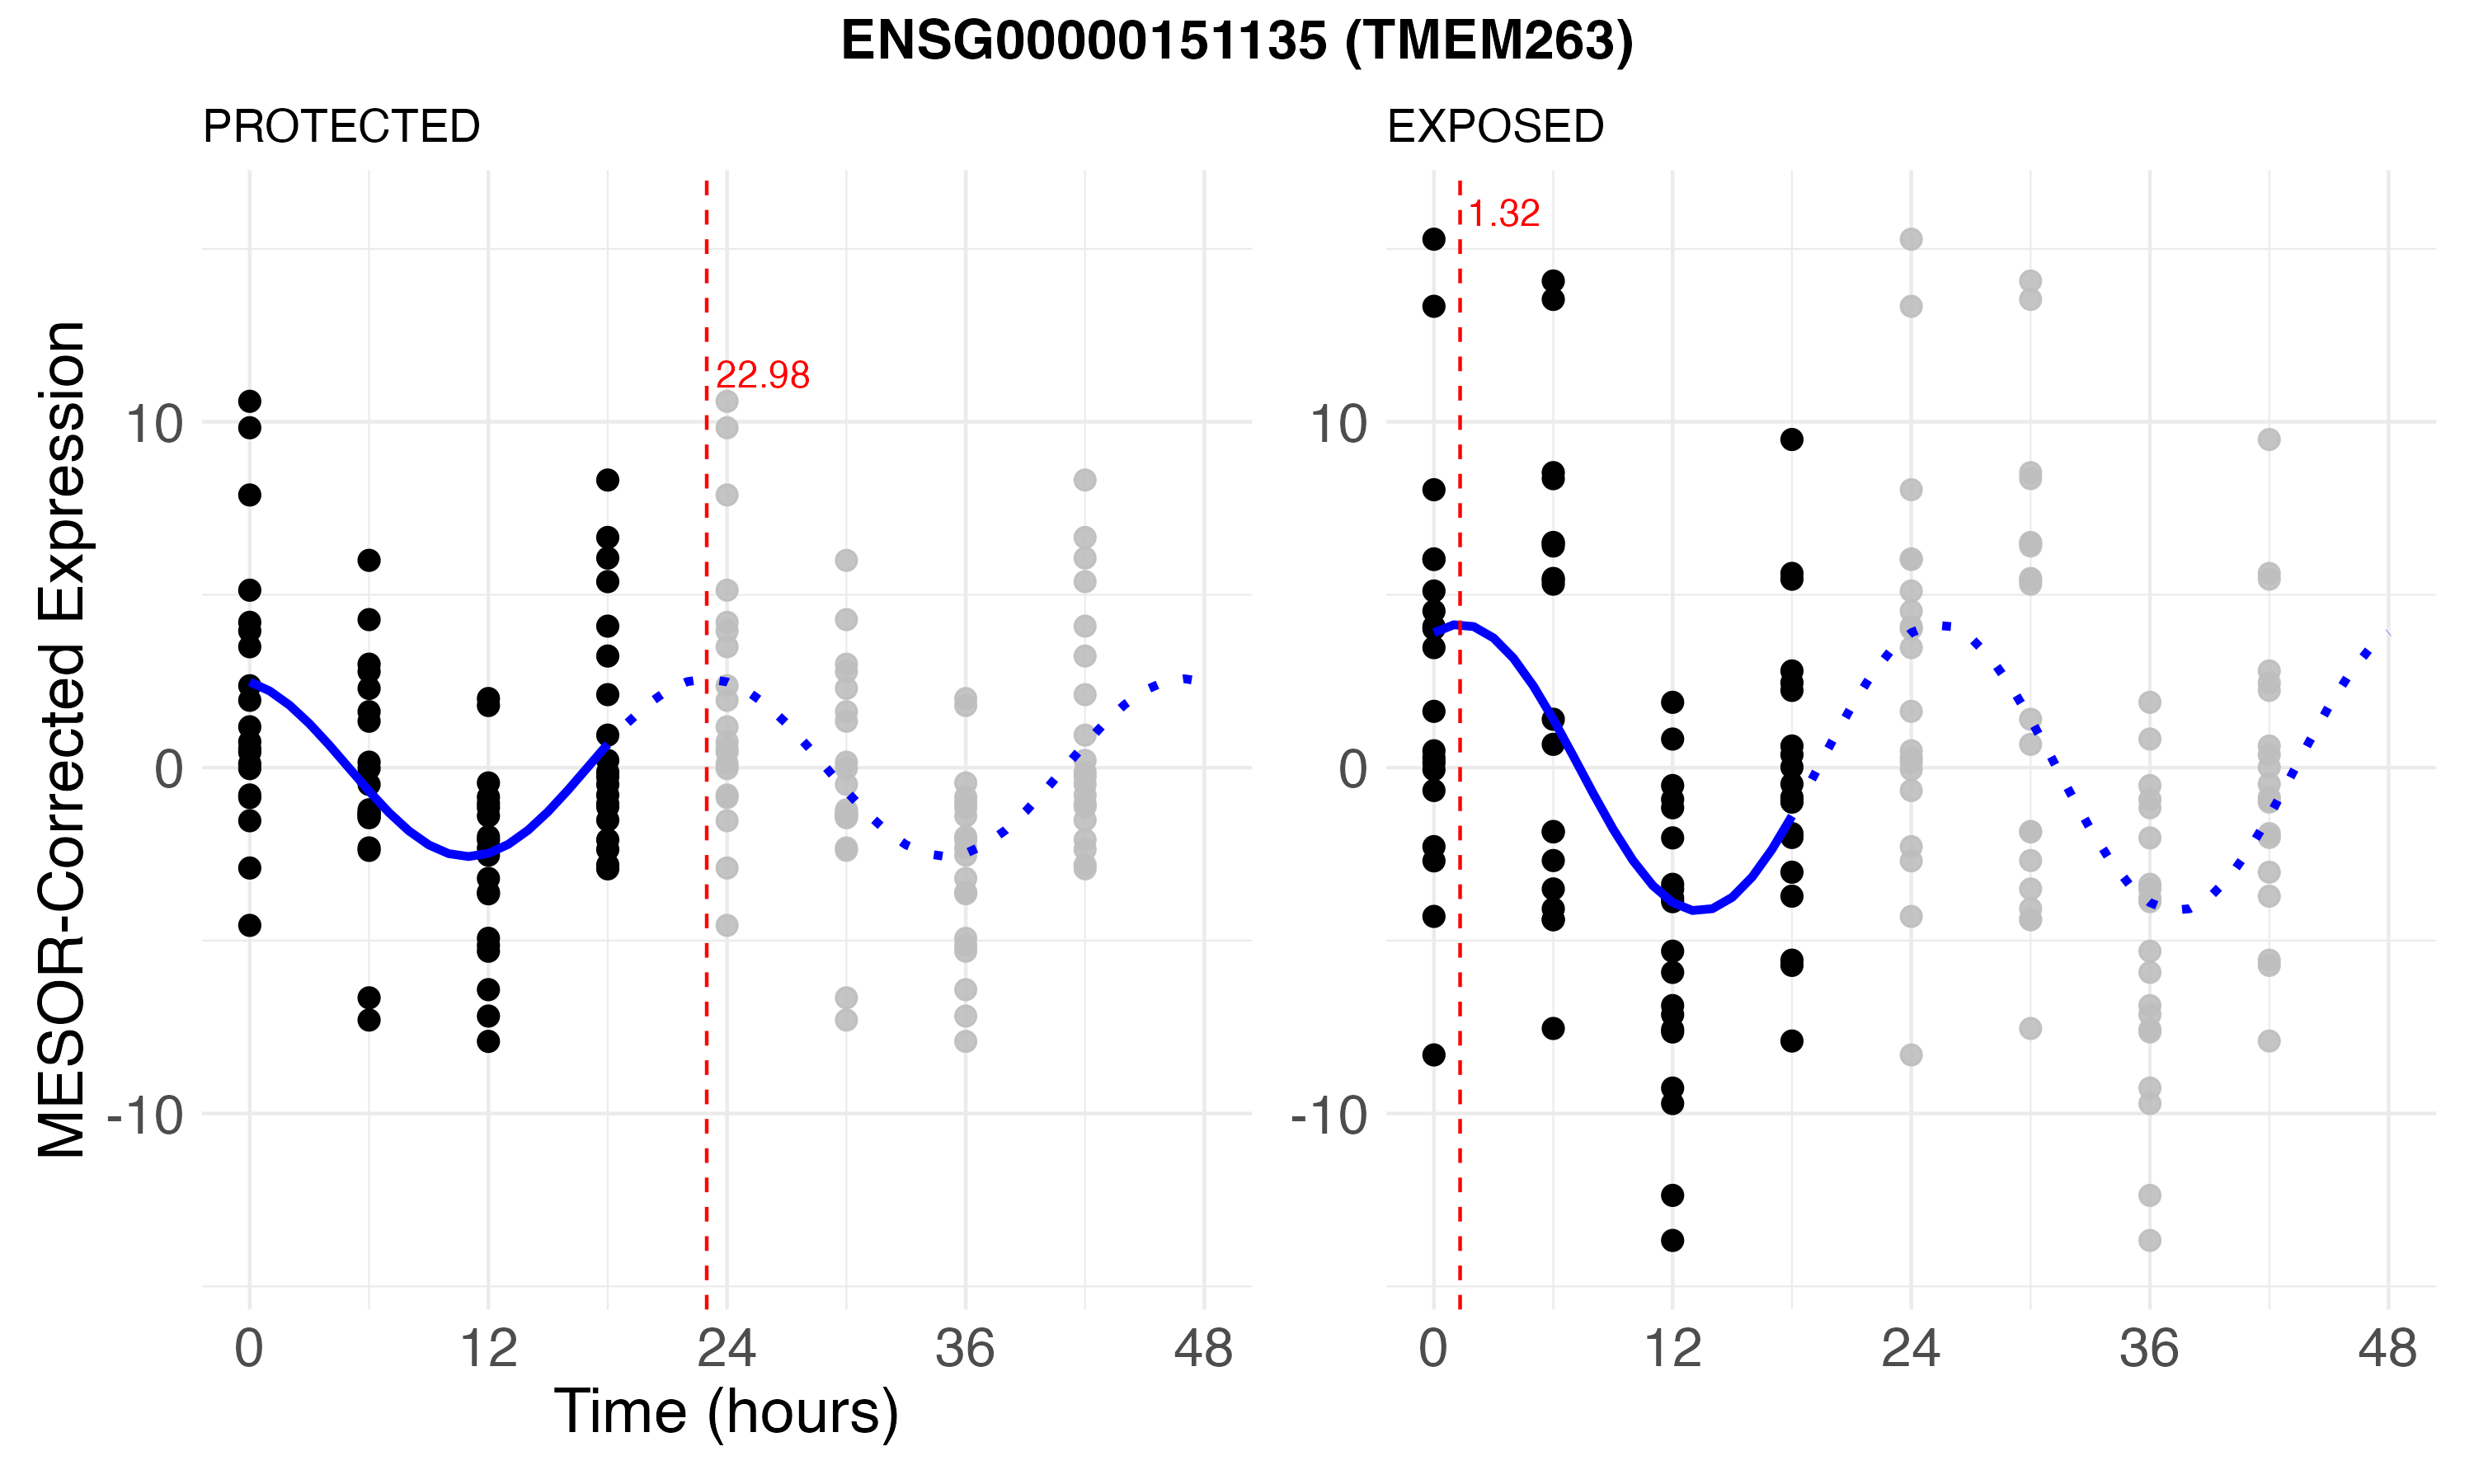 ENSG00000151135 (TMEM263)
PROTECTED
EXPOSED
MESOR-Corrected Expression
10
0
-10
22.98
10
0
-10
1.32
0 12 24 36 48
0 12 24 36 48
Time (hours)